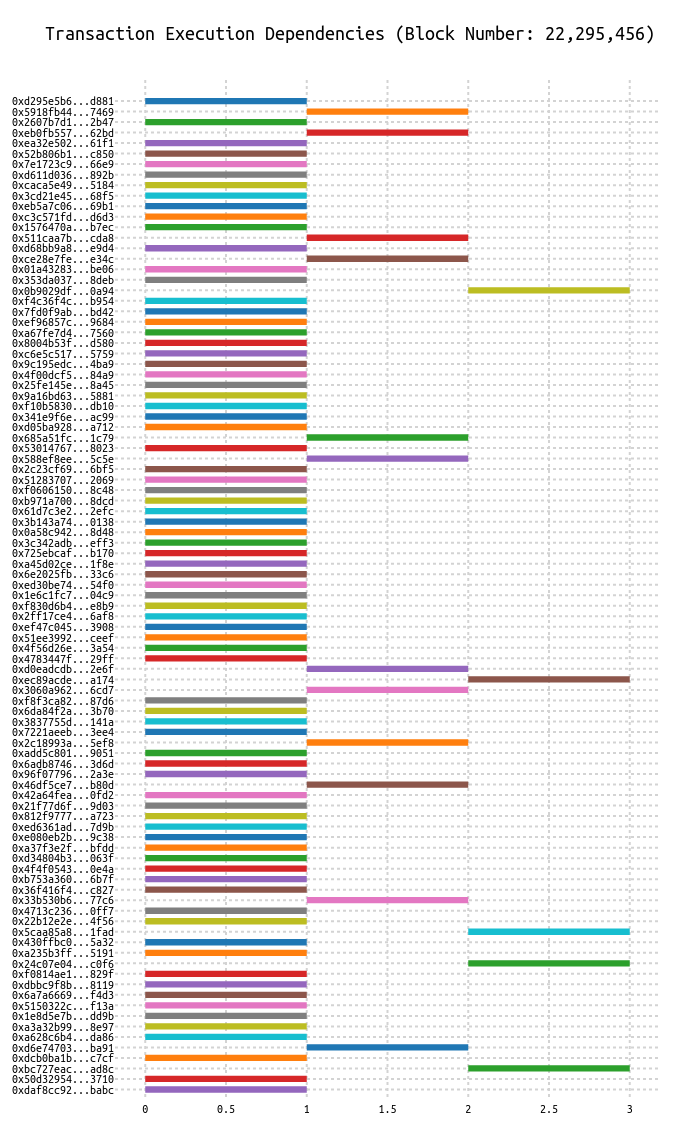 Transaction Execution Dependencies (Block Number: 22,295,456)
0xd295e5b6...d881
0x5918fb44...7469
0x2607b7d1...2b47
0xeb0fb557...62bd
0xea32e502...61f1
0x52b806b1...c850
0x7e1723c9...66e9
0xd611d036...892b
0xcaca5e49...5184
0x3cd21e45...68f5
0xeb5a7c06...69b1
0xc3c571fd...d6d3
0x1576470a...b7ec
0x511caa7b...cda8
0xd68bb9a8...e9d4
0xce28e7fe...e34c
0x01a43283...be06
0x353da037...8deb
0x0b9029df...0a94
0xf4c36f4c...b954
0x7fd0f9ab...bd42
0xef96857c...9684
0xa67fe7d4...7560
0x8004b53f...d580
0xc6e5c517...5759
0x9c195edc...4ba9
0x4f00dcf5...84a9
0x25fe145e...8a45
0x9a16bd63...5881
0xf10b5830...db10
0x341e9f6e...ac99
0xd05ba928...a712
0x685a51fc...1c79
0x53014767...8023
0x588ef8ee...5c5e
0x2c23cf69...6bf5
0x51283707...2069
0xf0606150...8c48
0xb971a700...8dcd
0x61d7c3e2...2efc
0x3b143a74...0138
0x0a58c942...8d48
0x3c342adb...eff3
0x725ebcaf...b170
0xa45d02ce...1f8e
0x6e2025fb...33c6
0xed30be74...54f0
0x1e6c1fc7...04c9
0xf830d6b4...e8b9
0x2ff17ce4...6af8
0xef47c045...3908
0x51ee3992...ceef
0x4f56d26e...3a54
0x4783447f...29ff
0xd0eadcdb...2e6f
0xec89acde...a174
0x3060a962...6cd7
0xf8f3ca82...87d6
0x6da84f2a...3b70
0x3837755d...141a
0x7221aeeb...3ee4
0x2c18993a...5ef8
0xadd5c801...9051
0x6adb8746...3d6d
0x96f07796...2a3e
0x46df5ce7...b80d
0x42a64fea...0fd2
0x21f77d6f...9d03
0x812f9777...a723
0xed6361ad...7d9b
0xe080eb2b...9c38
0xa37f3e2f...bfdd
0xd34804b3...063f
0x4f4f0543...0e4a
0xb753a360...6b7f
0x36f416f4...c827
0x33b530b6...77c6
0x4713c236...0ff7
0x22b12e2e...4f56
0x5caa85a8...1fad
0x430ffbc0...5a32
0xa235b3ff...5191
0x24c07e04...c0f6
0xf0814ae1...829f
0xdbbc9f8b...8119
0x6a7a6669...f4d3
0x5150322c...f13a
0x1e8d5e7b...dd9b
0xa3a32b99...8e97
0xa628c6b4...da86
0xd6e74703...ba91
0xdcb0ba1b...c7cf
0xbc727eac...ad8c
0x50d32954...3710
0xdaf8cc92...babc
0 0.5 1 1.5 2 2.5 3